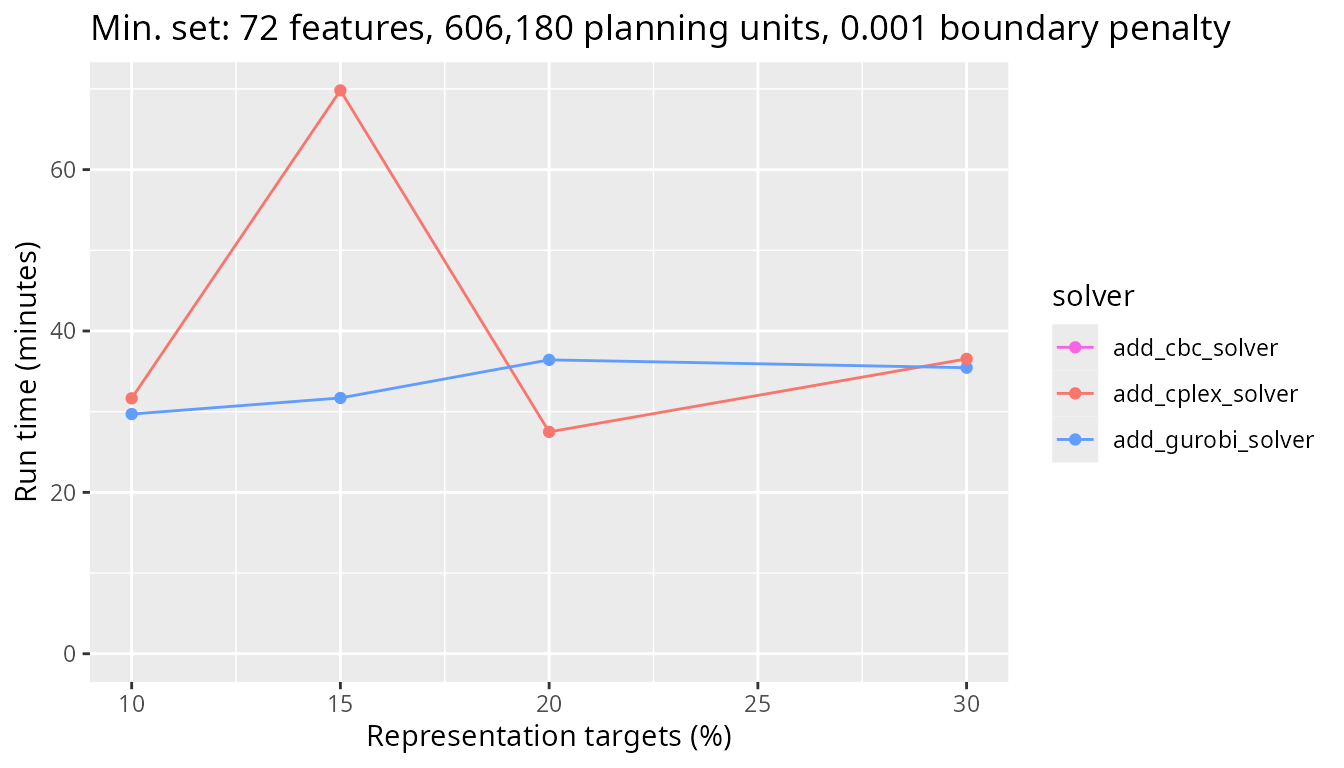 Min. set: 72 features, 606,180 planning units, 0.001 boundary penalty
Run time (minutes)
60
40
20
0
10 15 20 25 30
Representation targets (%)
solver
add_cbc_solver
add_cplex_solver
add_gurobi_solver